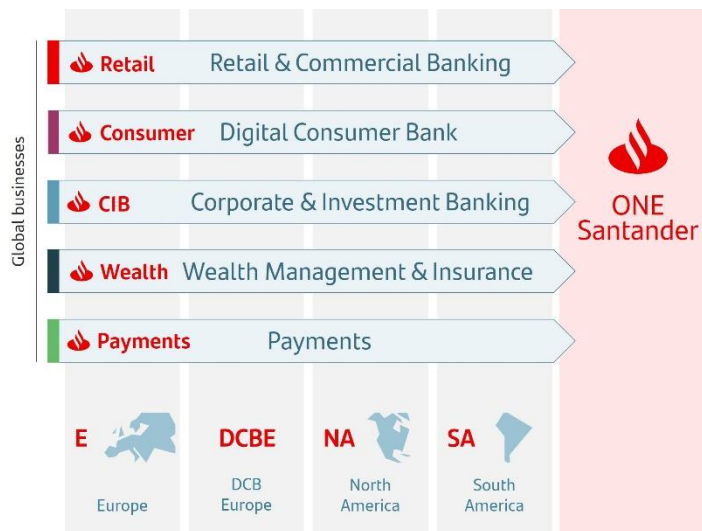 Global businesses
Retail Retail & Commercial Banking
Consumer Digital Consumer Bank
CIB Corporate & Investment Banking
Wealth Wealth Management & Insurance
Payments Payments
ONE
Santander
E DCBE NA SA
Europe
DCB
Europe
North
America
South
America